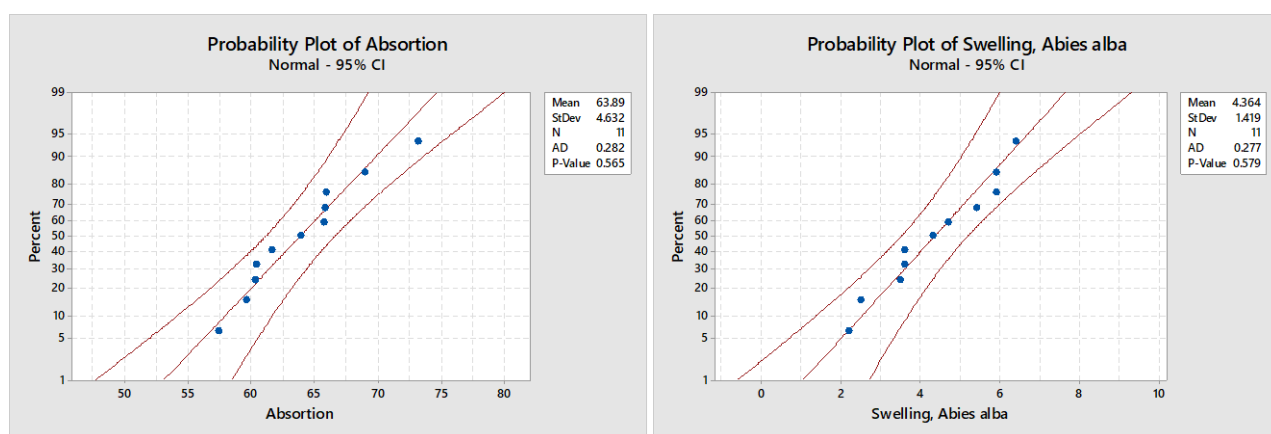 Probability Plot of Absortion
Normal - 95% CI
99
95
90
80
70
60
50
40
30
20
10
5
1
Percent
50 55 60 65 70 75 80
Absortion
Mean 63.89
StDev 4.632
N 11
AD 0.282
P-Value 0.565
Probability Plot of Swelling, Abies alba
Normal - 95% CI
99
95
90
80
70
60
50
40
30
20
10
5
1
Percent
0 2 4 6 8 10
Swelling, Abies alba
Mean 4.364
StDev 1.419
N 11
AD 0.277
P-Value 0.579